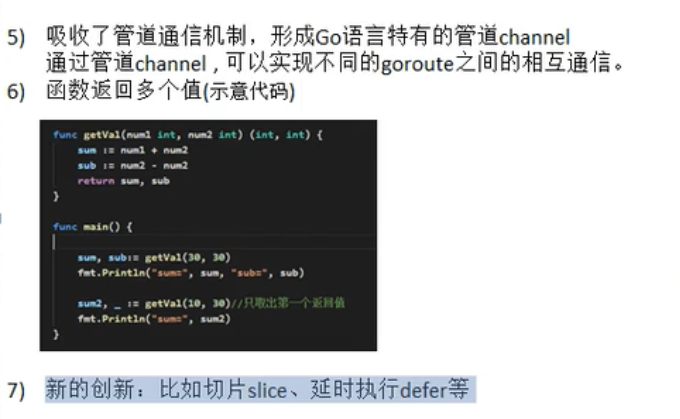 5) 吸收了管道通信机制，形成Go语言特有的管道channel
通过管道channel , 可以实现不同的goroute之间的相互通信。
6) 函数返回多个值(示意代码)
func getVal(num1 int, num2 int) (int, int) {
sum := num1 + num2
sub := num2 - num2
return sum, sub
}
func main() {
sum, sub:= getVal(30, 30)
fmt.Println("sum=", sum, "sub=", sub)
sum2, _ := getVal(10, 30)//只取出第一个返回值
fmt.Println("sum=", sum2)
}
7) 新的创新：比如切片slice、延时执行defer等